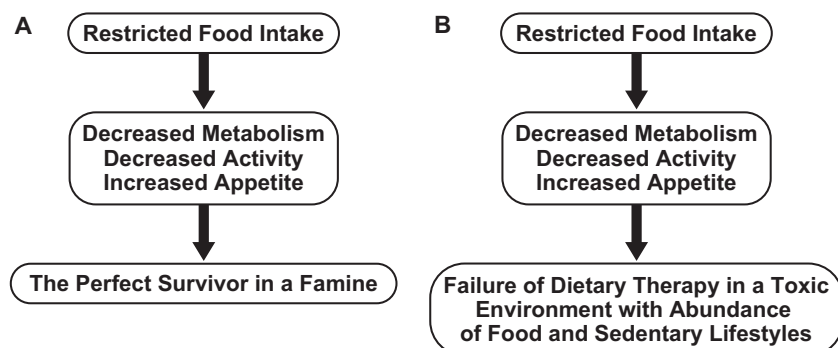 A
Restricted Food Intake
Decreased Metabolism
Decreased Activity
Increased Appetite
The Perfect Survivor in a Famine
B
Restricted Food Intake
Decreased Metabolism
Decreased Activity
Increased Appetite
Failure of Dietary Therapy in a Toxic
Environment with Abundance
of Food and Sedentary Lifestyles